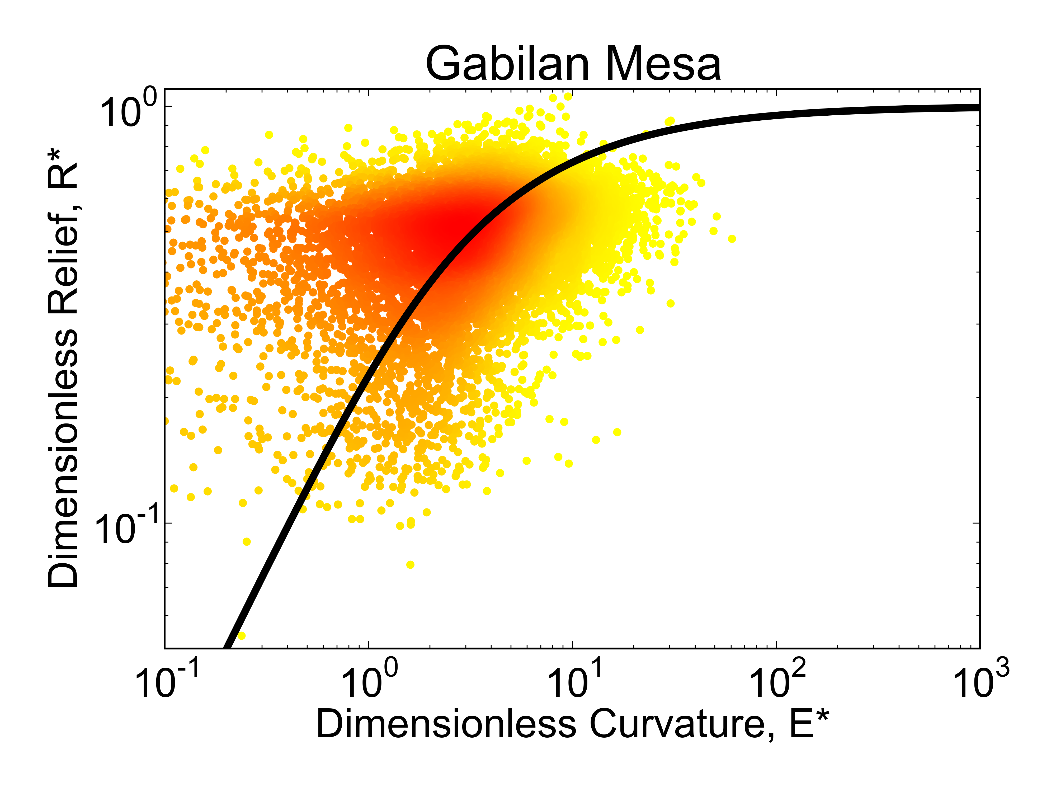 Gabilan Mesa
10^0
Dimensionless Relief, R*
10^-1
10^-1 10^0 10^1 10^2 10^3
Dimensionless Curvature, E*